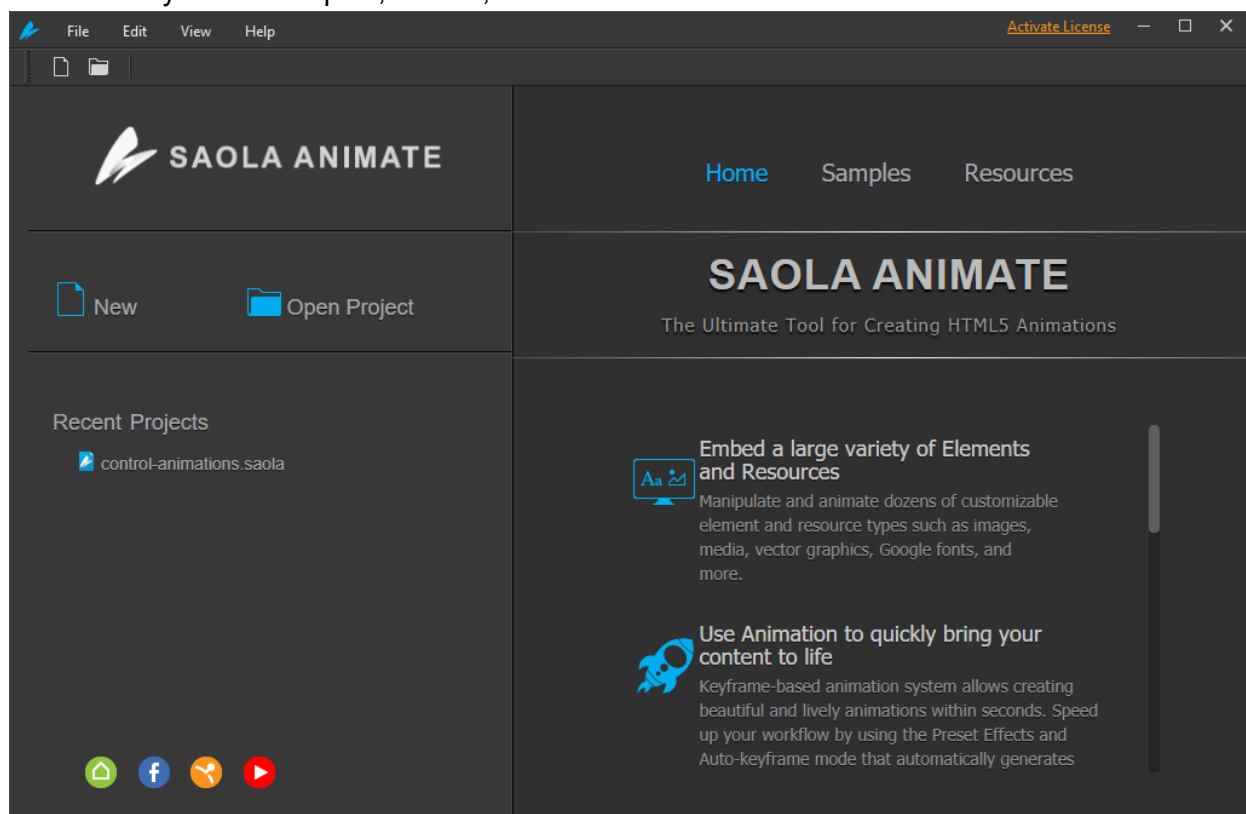 File Edit View Help Activate License
SAOLA ANIMATE
Home Samples Resources
New Open Project
SAOLA ANIMATE
The Ultimate Tool for Creating HTML5 Animations
Recent Projects
control-animations.saola
Embed a large variety of Elements
and Resources
Aa
Manipulate and animate dozens of customizable
element and resource types such as images,
media, vector graphics, Google fonts, and
more.
Use Animation to quickly bring your
content to life
Keyframe-based animation system allows creating
beautiful and lively animations within seconds. Speed
up your workflow by using the Preset Effects and
Auto-keyframe mode that automatically generates